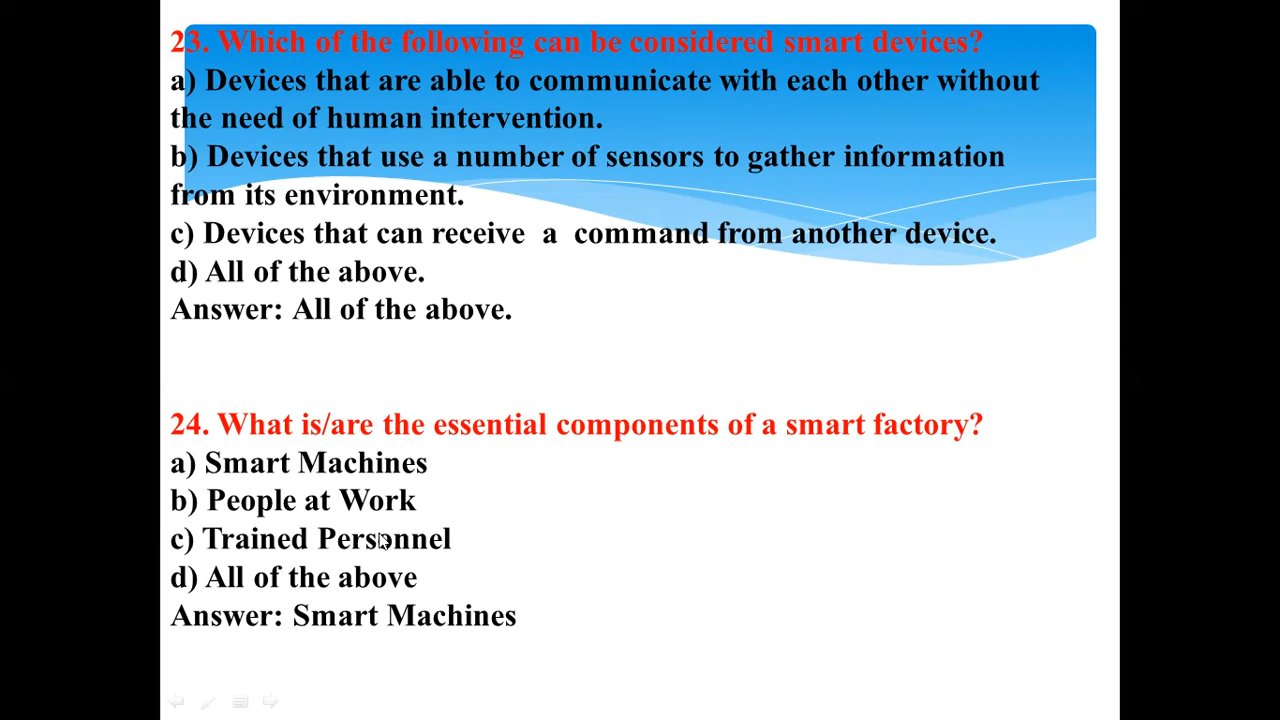 23. Which of the following can be considered smart devices?
a) Devices that are able to communicate with each other without
the need of human intervention.
b) Devices that use a number of sensors to gather information
from its environment.
c) Devices that can receive a command from another device.
d) All of the above.
Answer: All of the above.
24. What is/are the essential components of a smart factory?
a) Smart Machines
b) People at Work
c) Trained Personnel
d) All of the above
Answer: Smart Machines